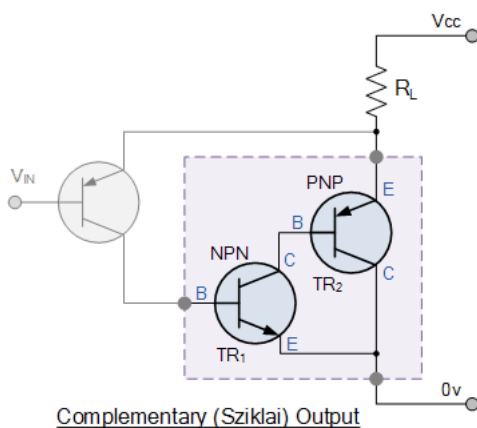 Vcc
RL
VIN
PNP
E
B
NPN
C
TR2
C
B
TR1
E
0v
Complementary (Sziklai) Output